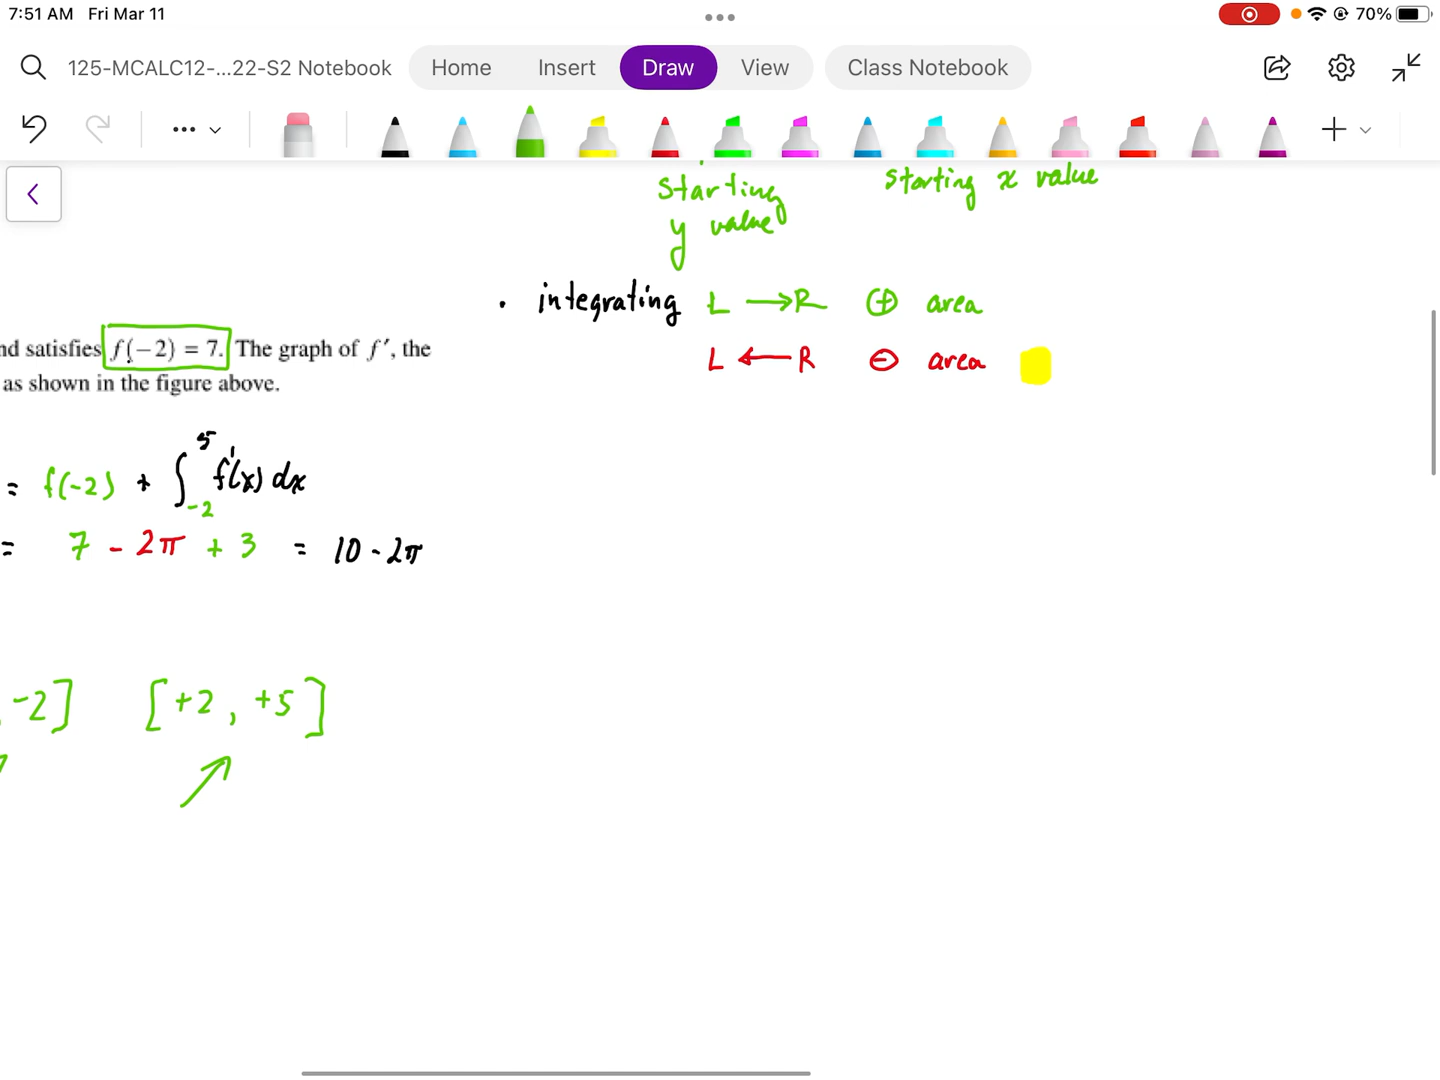 7:51 AM Fri Mar 11
70%
125-MCALC12-...22-S2 Notebook Home Insert Draw View Class Notebook
starting
y value
starting x value
. integrating L → R ⊕ area
L ← R ⊖ area
nd satisfies f(−2) = 7. The graph of f′, the
as shown in the figure above.
= f(-2) + ∫₋₂⁵ f'(x) dx
= 7 - 2π + 3 = 10 - 2π
, -2] [+2, +5]